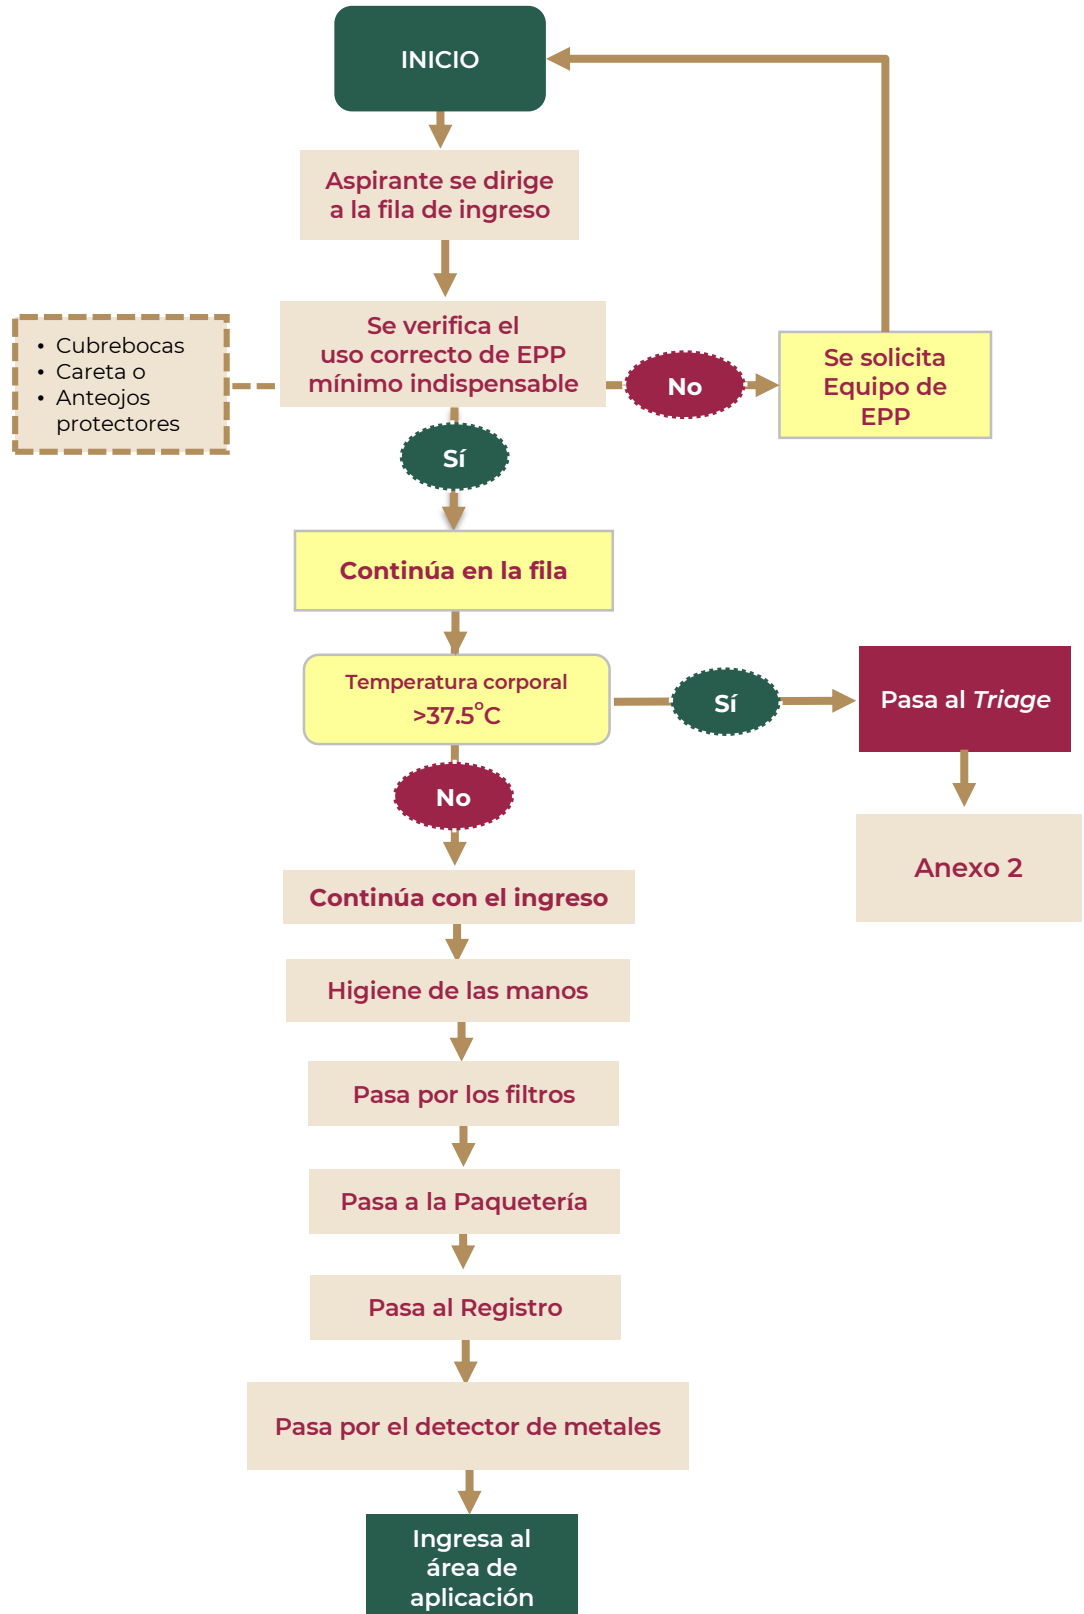 INICIO
Aspirante se dirige
a la fila de ingreso
Se verifica el
uso correcto de EPP
mínimo indispensable
• Cubrebocas
• Careta o
• Anteojos
protectores
No
Se solicita
Equipo de
EPP
Sí
Continúa en la fila
Temperatura corporal
>37.5°C
Sí
Pasa al Triage
Anexo 2
No
Continúa con el ingreso
Higiene de las manos
Pasa por los filtros
Pasa a la Paquetería
Pasa al Registro
Pasa por el detector de metales
Ingresa al
área de
aplicación